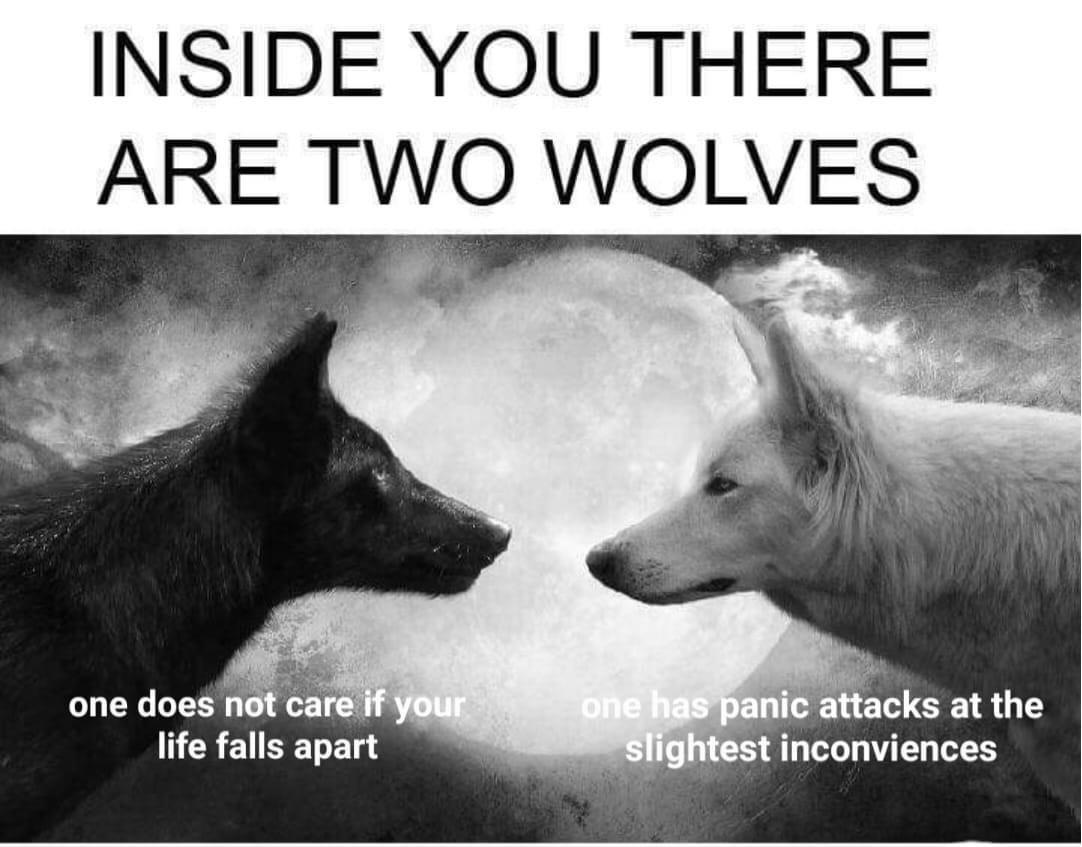 INSIDE YOU THERE
ARE TWO WOLVES
one does not care if your
life falls apart
one has panic attacks at the
slightest inconviences